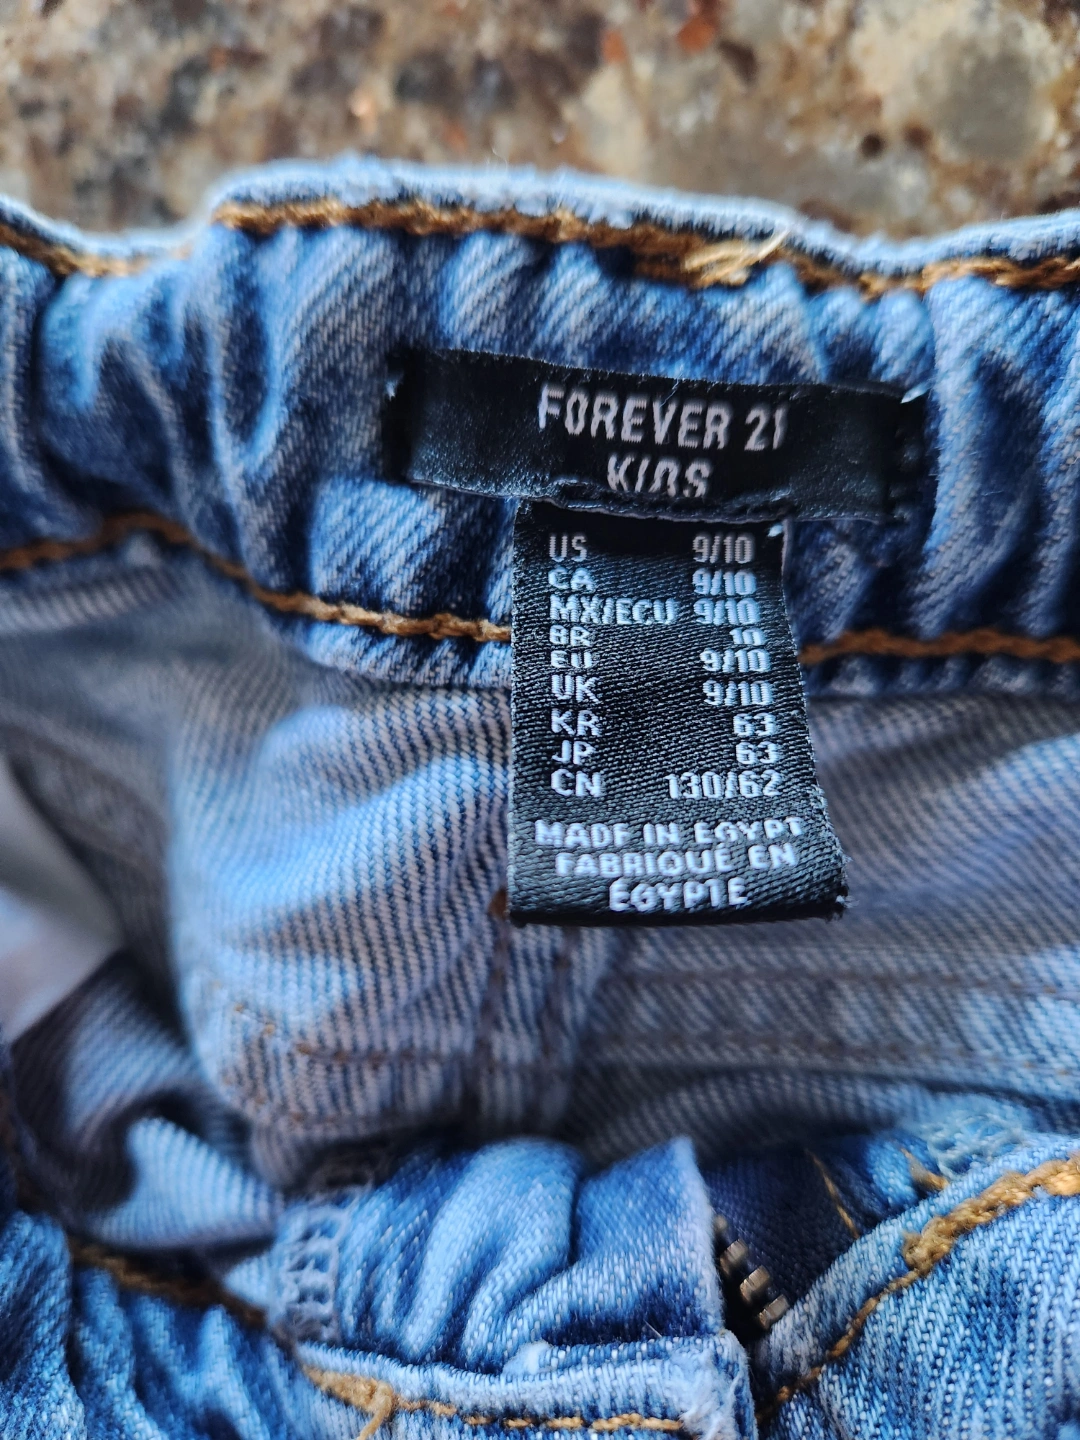 FOREVER 21
KIDS
US 9/10
CA 9/10
MX/ECU 9/10
BR 10
EU 9/10
UK 9/10
KR 63
JP 63
CN 130/62
MADE IN EGYPT
FABRIQUÉ EN
ÉGYPTE